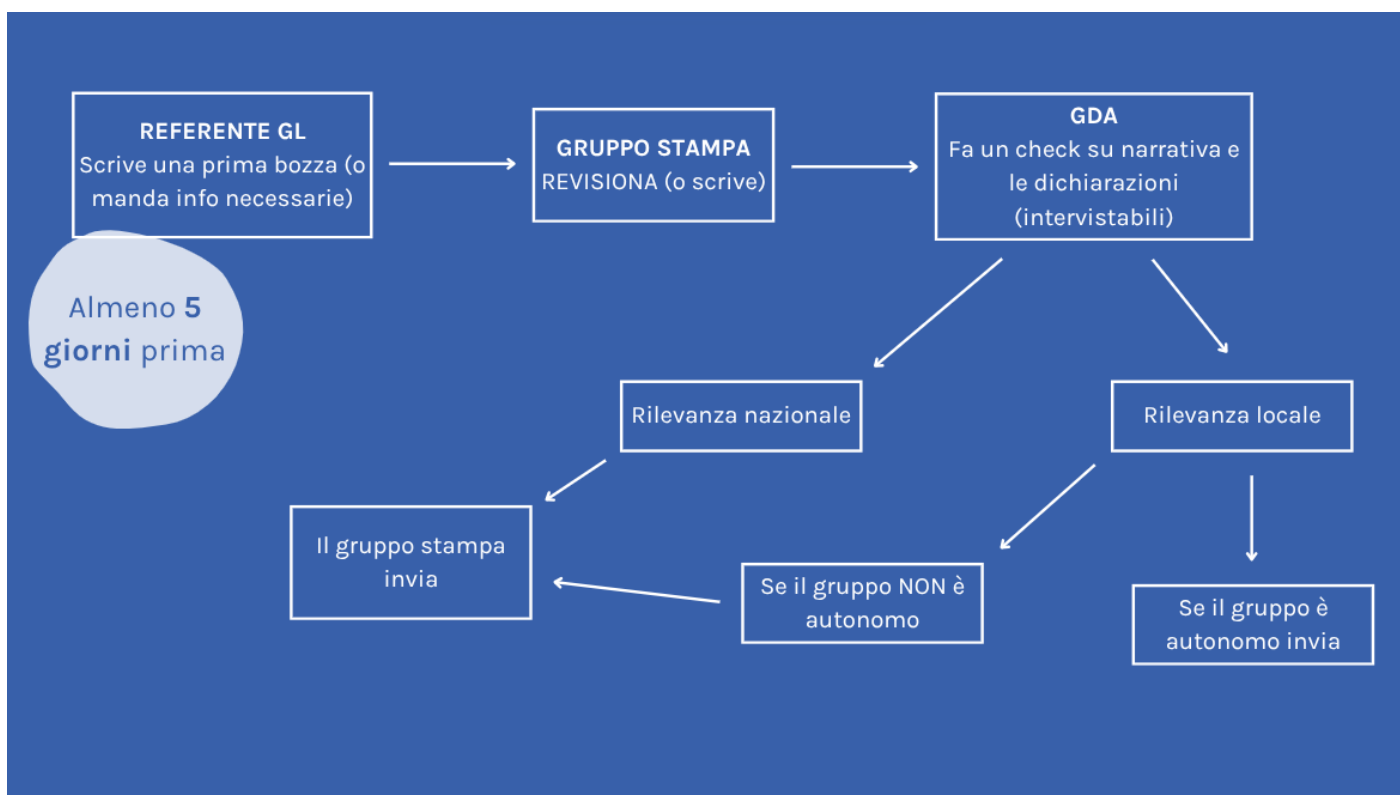 REFERENTE GL
Scrive una prima bozza (o
manda info necessarie)
GRUPPO STAMPA
REVISIONA (o scrive)
GDA
Fa un check su narrativa e
le dichiarazioni
(intervistabili)
Almeno 5
giorni prima
Rilevanza nazionale
Rilevanza locale
Il gruppo stampa
invia
Se il gruppo NON è
autonomo
Se il gruppo è
autonomo invia